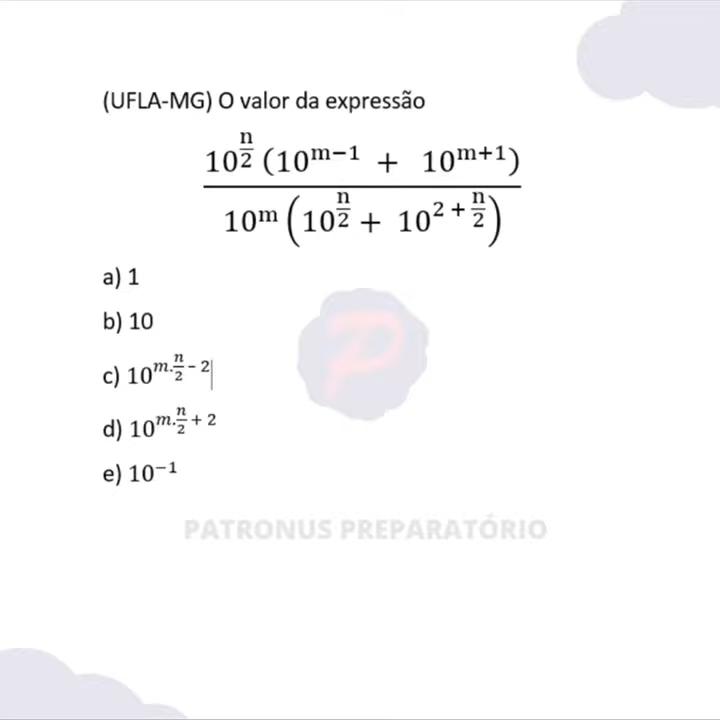 (UFLA-MG) O valor da expressão
10^(n/2) (10^(m−1) + 10^(m+1))
10^m (10^(n/2) + 10^(2 + n/2))
a) 1
b) 10
c) 10^(m.n/2 − 2)
d) 10^(m.n/2 + 2)
e) 10^(−1)
PATRONUS PREPARATÓRIO